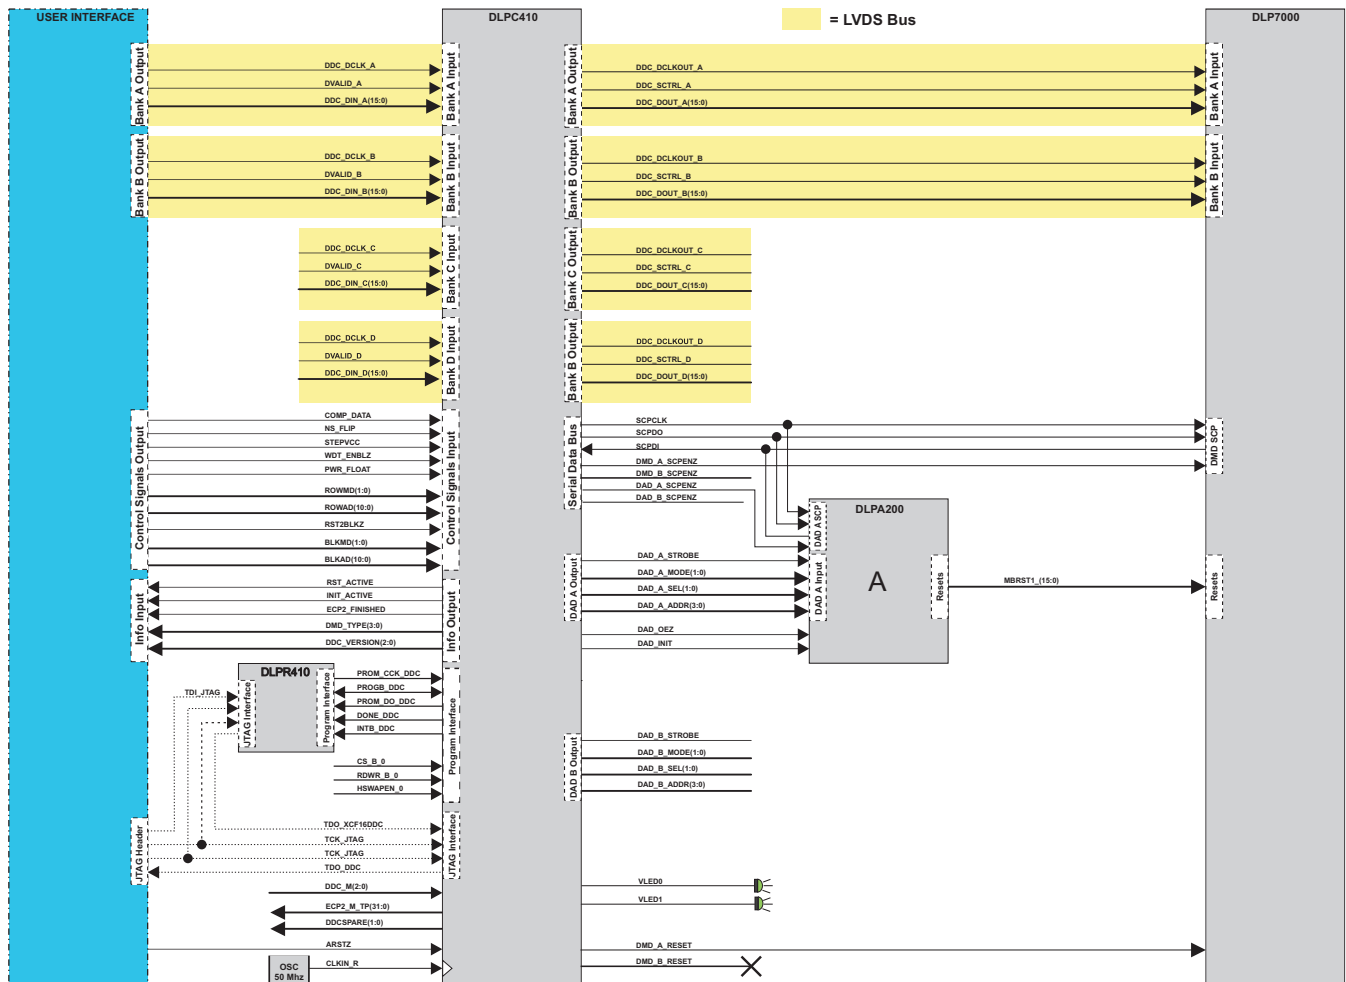 USER INTERFACE
DLPC410
= LVDS Bus
DLP7000
Bank A Output
DDC_DCLK_A
DVALID_A
DDC_DIN_A(15:0)
Bank A Input
Bank A Output
DDC_DCLKOUT_A
DDC_SCTRL_A
DDC_DOUT_A(15:0)
Bank A Input
Bank B Output
DDC_DCLK_B
DVALID_B
DDC_DIN_B(15:0)
Bank B Input
Bank B Output
DDC_DCLKOUT_B
DDC_SCTRL_B
DDC_DOUT_B(15:0)
Bank B Input
DDC_DCLK_C
DVALID_C
DDC_DIN_C(15:0)
Bank C Input
Bank C Output
DDC_DCLKOUT_C
DDC_SCTRL_C
DDC_DOUT_C(15:0)
DDC_DCLK_D
DVALID_D
DDC_DIN_D(15:0)
Bank D Input
Bank B Output
DDC_DCLKOUT_D
DDC_SCTRL_D
DDC_DOUT_D(15:0)
Control Signals Output
COMP_DATA
NS_FLIP
STEPVCC
WDT_ENBLZ
PWR_FLOAT
ROWMD(1:0)
ROWAD(10:0)
RST2BLKZ
BLKMD(1:0)
BLKAD(10:0)
Control Signals Input
Serial Data Bus
SCPCLK
SCPDO
SCPDI
DMD_A_SCPENZ
DMD_B_SCPENZ
DAD_A_SCPENZ
DAD_B_SCPENZ
DMD SCP
DLPA200
A
DAD A SCP
DAD A Input
Resets
MBRST1_(15:0)
Resets
DAD A Output
DAD_A_STROBE
DAD_A_MODE(1:0)
DAD_A_SEL(1:0)
DAD_A_ADDR(3:0)
DAD_OEZ
DAD_INIT
Info Input
RST_ACTIVE
INIT_ACTIVE
ECP2_FINISHED
DMD_TYPE(3:0)
DDC_VERSION(2:0)
Info Output
DLPR410
TDI_JTAG
JTAG Interface
Program Interface
PROM_CCK_DDC
PROGB_DDC
PROM_DO_DDC
DONE_DDC
INTB_DDC
CS_B_0
RDWR_B_0
HSWAPEN_0
Program Interface
DAD B Output
DAD_B_STROBE
DAD_B_MODE(1:0)
DAD_B_SEL(1:0)
DAD_B_ADDR(3:0)
JTAG Header
TDO_XCF16DDC
TCK_JTAG
TCK_JTAG
TDO_DDC
JTAG Interface
DDC_M(2:0)
ECP2_M_TP(31:0)
DDCSPARE(1:0)
VLED0
VLED1
ARSTZ
OSC
50 Mhz
CLKIN_R
DMD_A_RESET
DMD_B_RESET